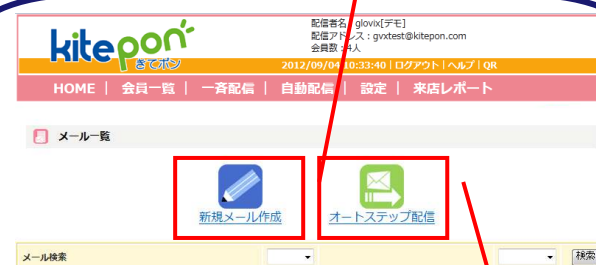 kitepon
きてポン
配信者名：glovix[デモ]
配信アドレス：gvxtest@kitepon.com
会員数：4人
2012/09/04 10:33:40 | ログアウト | ヘルプ | QR
HOME | 会員一覧 | 一斉配信 | 自動配信 | 設定 | 来店レポート
メール一覧
新規メール作成 オートステップ配信
メール検索 検索